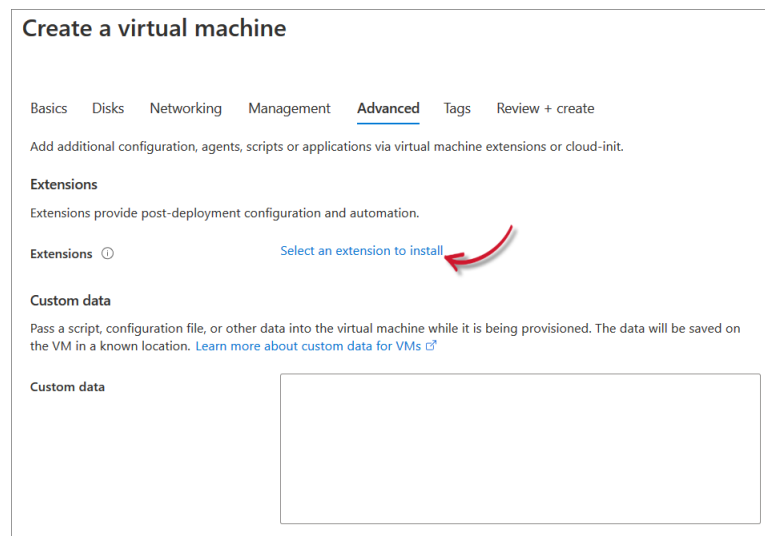 Create a virtual machine
Basics Disks Networking Management Advanced Tags Review + create
Add additional configuration, agents, scripts or applications via virtual machine extensions or cloud-init.
Extensions
Extensions provide post-deployment configuration and automation.
Extensions Select an extension to install
Custom data
Pass a script, configuration file, or other data into the virtual machine while it is being provisioned. The data will be saved on
the VM in a known location. Learn more about custom data for VMs
Custom data